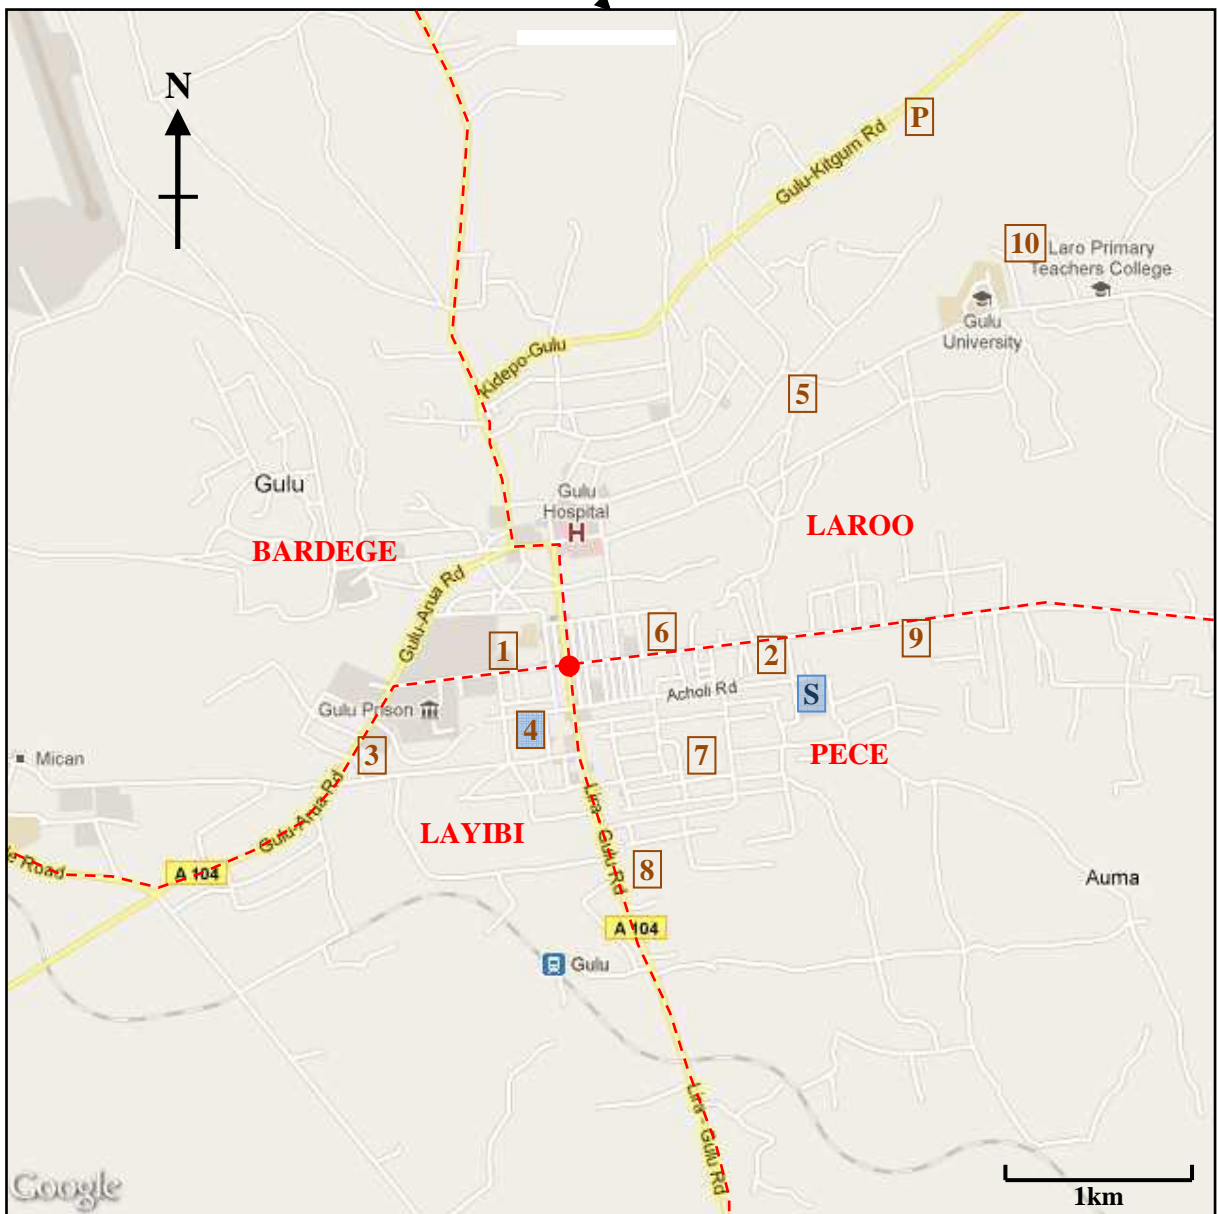 N
P
Gulu-Kitgum Rd
10
Laro Primary
Teachers College
Gulu
University
Kidepo-Gulu
5
Gulu
Gulu
Hospital
H
LAROO
BARDEGE
Gulu-Arua Rd
6
1
2
9
Acholi Rd
S
Gulu Prison
4
3
7
PECE
Mican
Gulu-Arua Rd
Lira - Gulu Rd
LAYIBI
8
e Road
A 104
Auma
A 104
Gulu
Lira - Gulu Rd
Google
1km